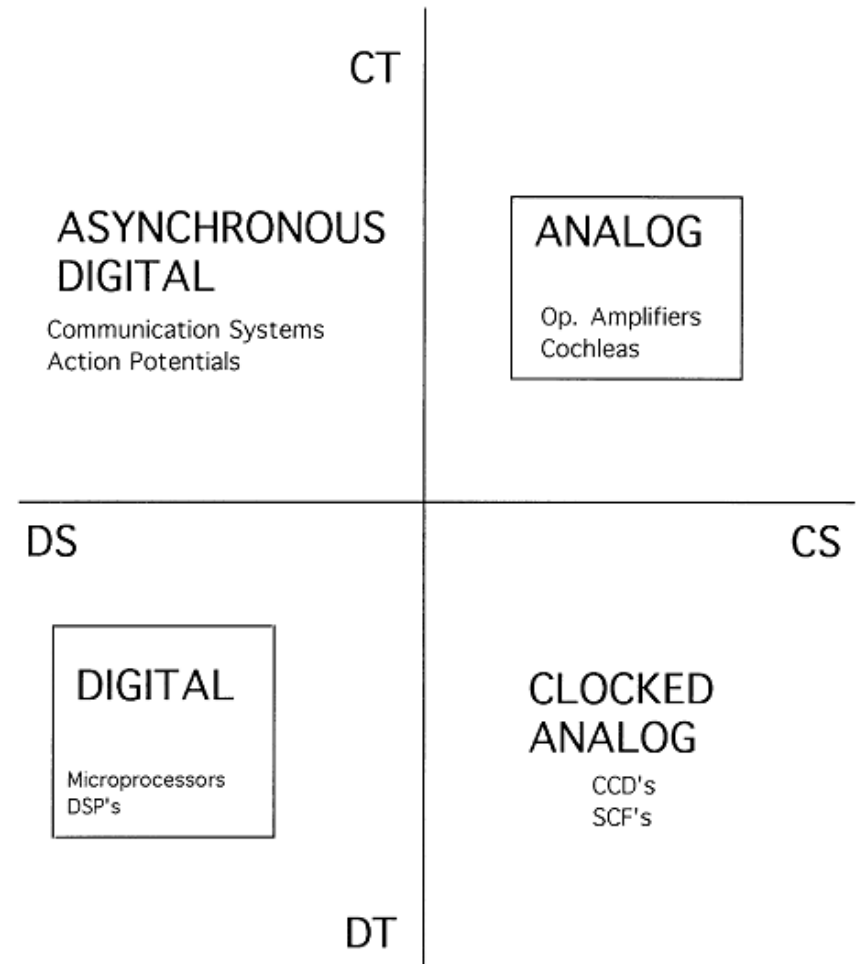 CT
ASYNCHRONOUS
DIGITAL
Communication Systems
Action Potentials
ANALOG
Op. Amplifiers
Cochleas
DS
CS
DIGITAL
Microprocessors
DSP's
CLOCKED
ANALOG
CCD's
SCF's
DT